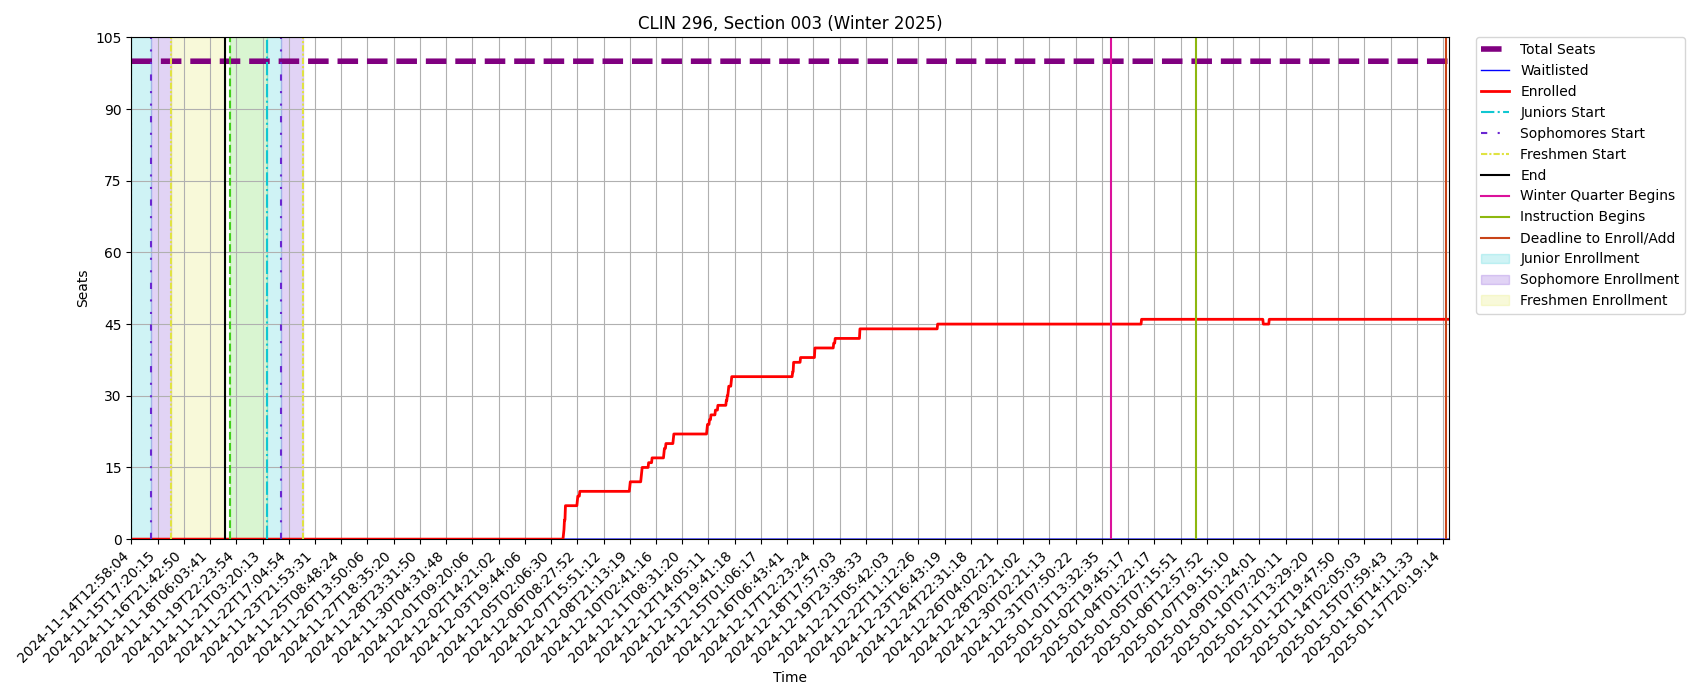 CLIN 296, Section 003 (Winter 2025)
105
90
75
60
45
30
15
0
Seats
2024-11-14T12:58:04
2024-11-15T17:20:15
2024-11-16T21:42:50
2024-11-18T06:03:41
2024-11-19T22:23:54
2024-11-21T03:20:13
2024-11-22T17:04:54
2024-11-23T21:53:31
2024-11-25T08:48:24
2024-11-26T13:50:06
2024-11-27T18:35:20
2024-11-28T23:31:50
2024-11-30T04:31:48
2024-12-01T09:20:06
2024-12-02T14:21:02
2024-12-03T19:44:06
2024-12-05T02:06:30
2024-12-06T08:27:52
2024-12-07T15:51:12
2024-12-08T21:13:19
2024-12-10T02:41:16
2024-12-11T08:31:20
2024-12-12T14:05:11
2024-12-13T19:41:18
2024-12-15T01:06:17
2024-12-16T06:43:41
2024-12-17T12:23:24
2024-12-18T17:57:03
2024-12-19T23:38:33
2024-12-21T05:42:03
2024-12-22T11:12:26
2024-12-23T16:43:19
2024-12-24T22:31:18
2024-12-26T04:02:21
2024-12-28T20:21:02
2024-12-30T02:21:13
2024-12-31T07:50:22
2025-01-01T13:32:35
2025-01-02T19:45:17
2025-01-04T01:22:17
2025-01-05T07:15:51
2025-01-06T12:57:52
2025-01-07T19:15:10
2025-01-09T01:24:01
2025-01-10T07:20:11
2025-01-11T13:29:20
2025-01-12T19:47:50
2025-01-14T02:05:03
2025-01-15T07:59:43
2025-01-16T14:11:33
2025-01-17T20:19:14
Time
Total Seats
Waitlisted
Enrolled
Juniors Start
Sophomores Start
Freshmen Start
End
Winter Quarter Begins
Instruction Begins
Deadline to Enroll/Add
Junior Enrollment
Sophomore Enrollment
Freshmen Enrollment